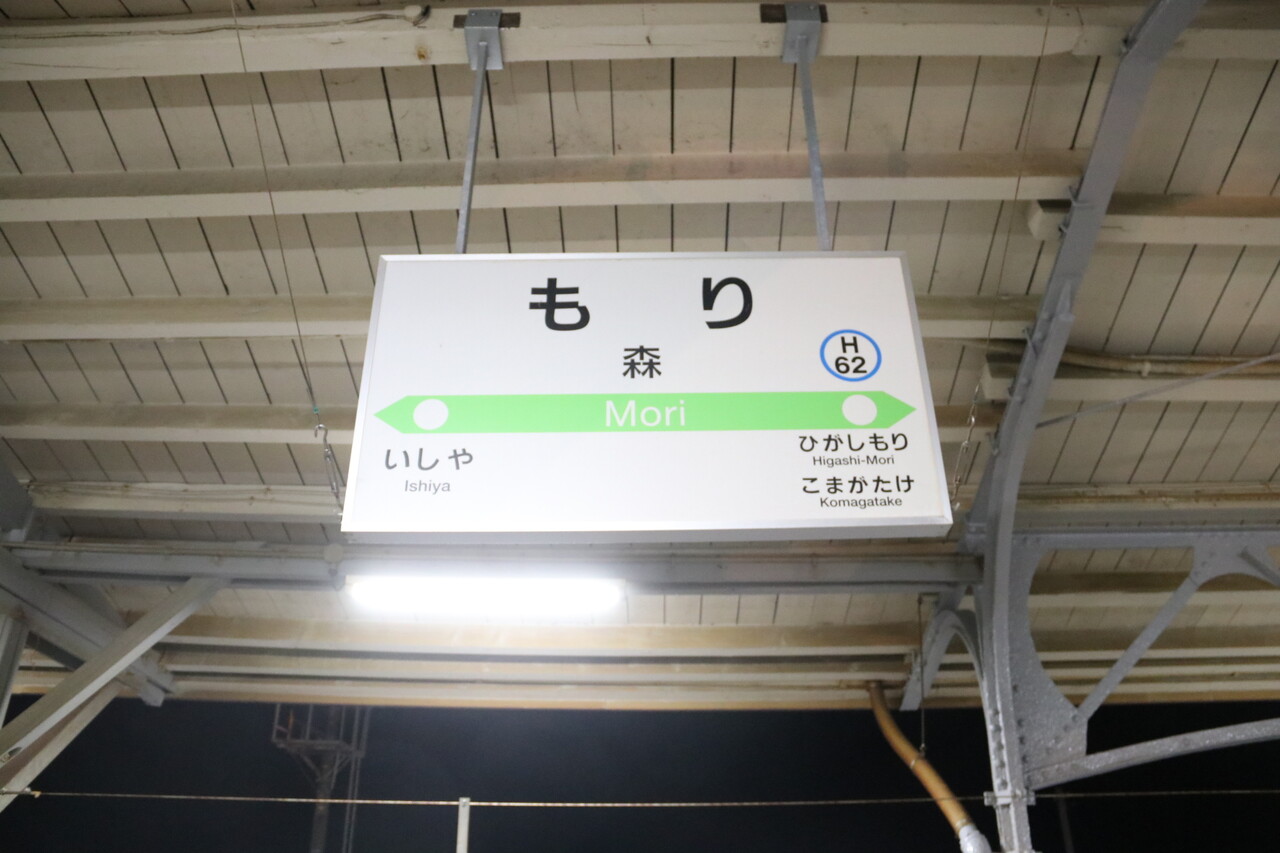 もり
森
H
62
Mori
いしや
Ishiya
ひがしもり
Higashi-Mori
こまがたけ
Komagatake